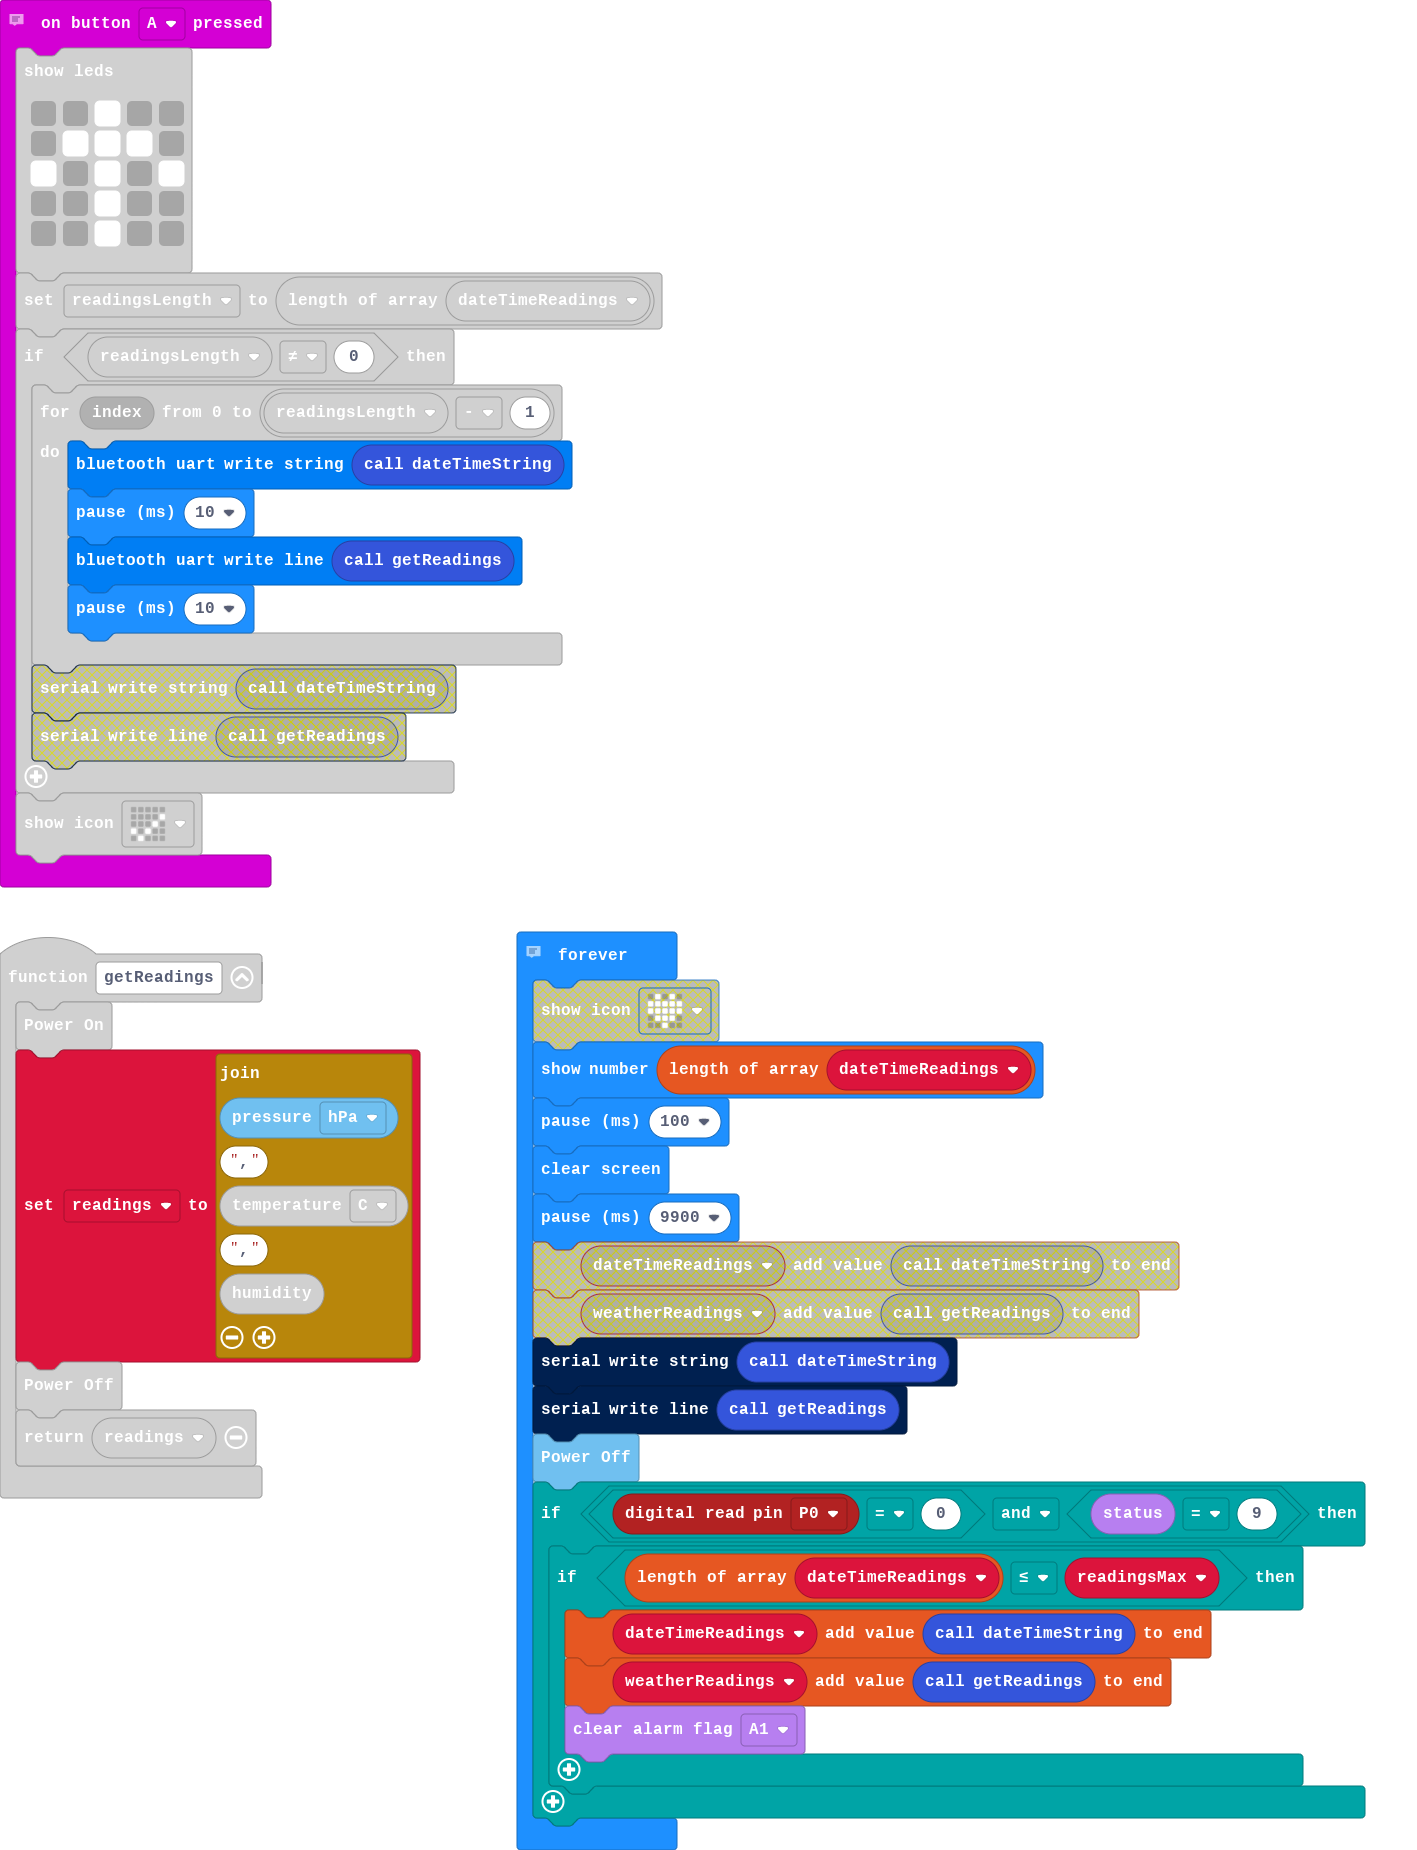 on button A pressed
show leds
set readingsLength to length of array dateTimeReadings
if readingsLength ≠ 0 then
for index from 0 to readingsLength - 1
do
bluetooth uart write string call dateTimeString
pause (ms) 10
bluetooth uart write line call getReadings
pause (ms) 10
serial write string call dateTimeString
serial write line call getReadings
show icon
function getReadings
Power On
set readings to
join
pressure hPa
","
temperature C
","
humidity
Power Off
return readings
forever
show icon
show number length of array dateTimeReadings
pause (ms) 100
clear screen
pause (ms) 9900
dateTimeReadings add value call dateTimeString to end
weatherReadings add value call getReadings to end
serial write string call dateTimeString
serial write line call getReadings
Power Off
if digital read pin P0 = 0 and status = 9 then
if length of array dateTimeReadings ≤ readingsMax then
dateTimeReadings add value call dateTimeString to end
weatherReadings add value call getReadings to end
clear alarm flag A1